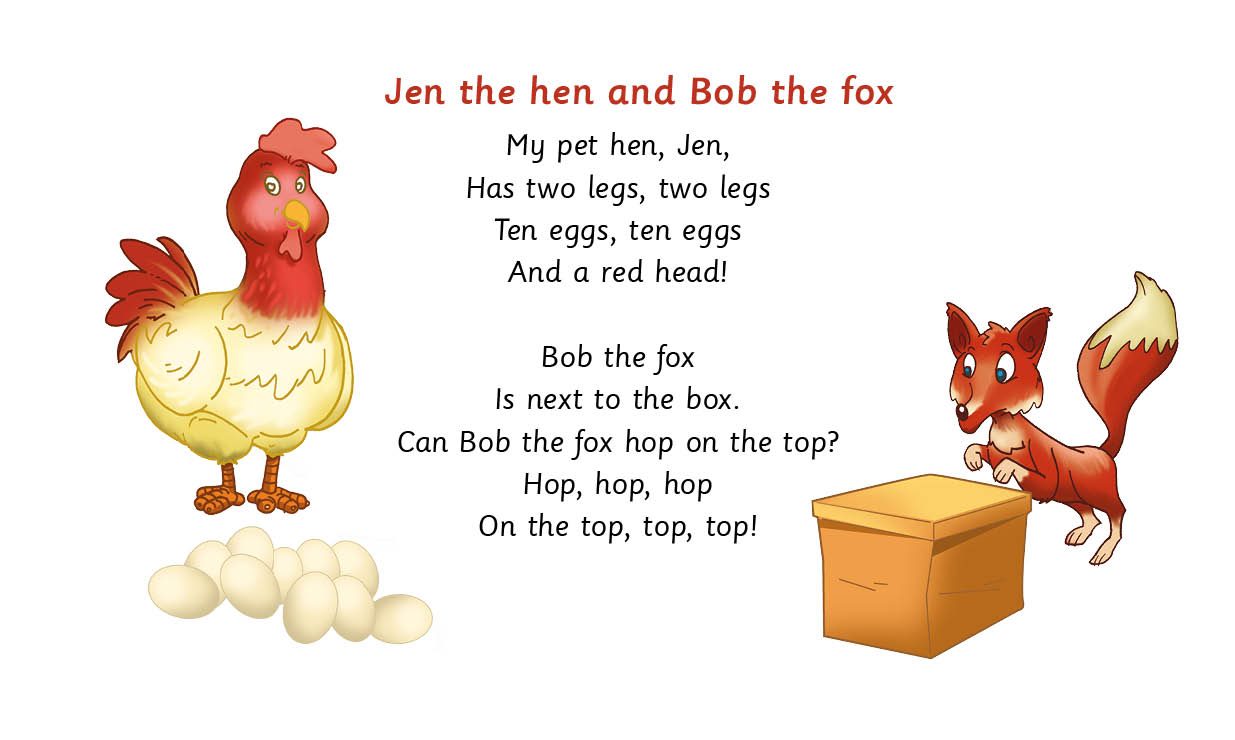 Jen the hen and Bob the fox
My pet hen, Jen,
Has two legs, two legs
Ten eggs, ten eggs
And a red head!
Bob the fox
Is next to the box.
Can Bob the fox hop on the top?
Hop, hop, hop
On the top, top, top!